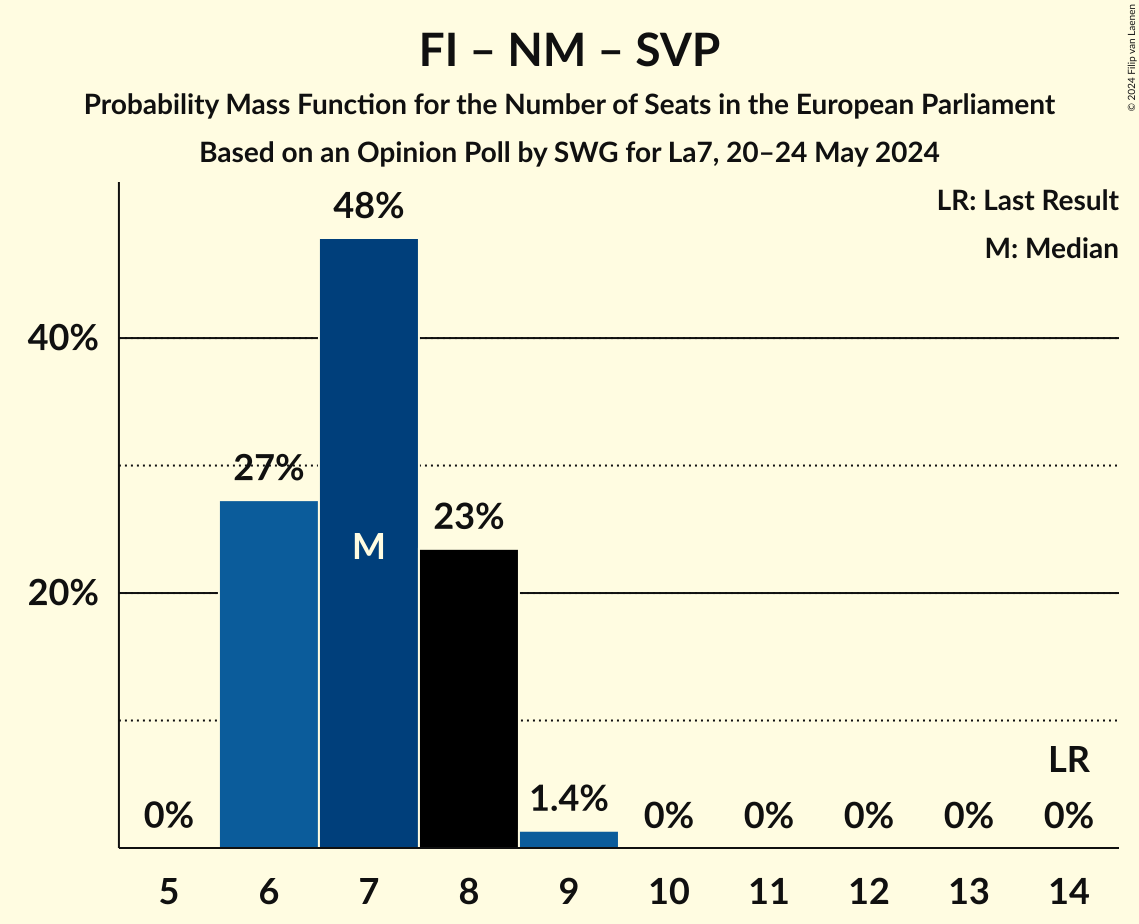 FI – NM – SVP
Probability Mass Function for the Number of Seats in the European Parliament
Based on an Opinion Poll by SWG for La7, 20–24 May 2024
© 2024 Filip van Laenen
LR: Last Result
M: Median
48%
40%
27%
23%
M
20%
LR
1.4%
0% 0% 0% 0% 0% 0%
5 6 7 8 9 10 11 12 13 14